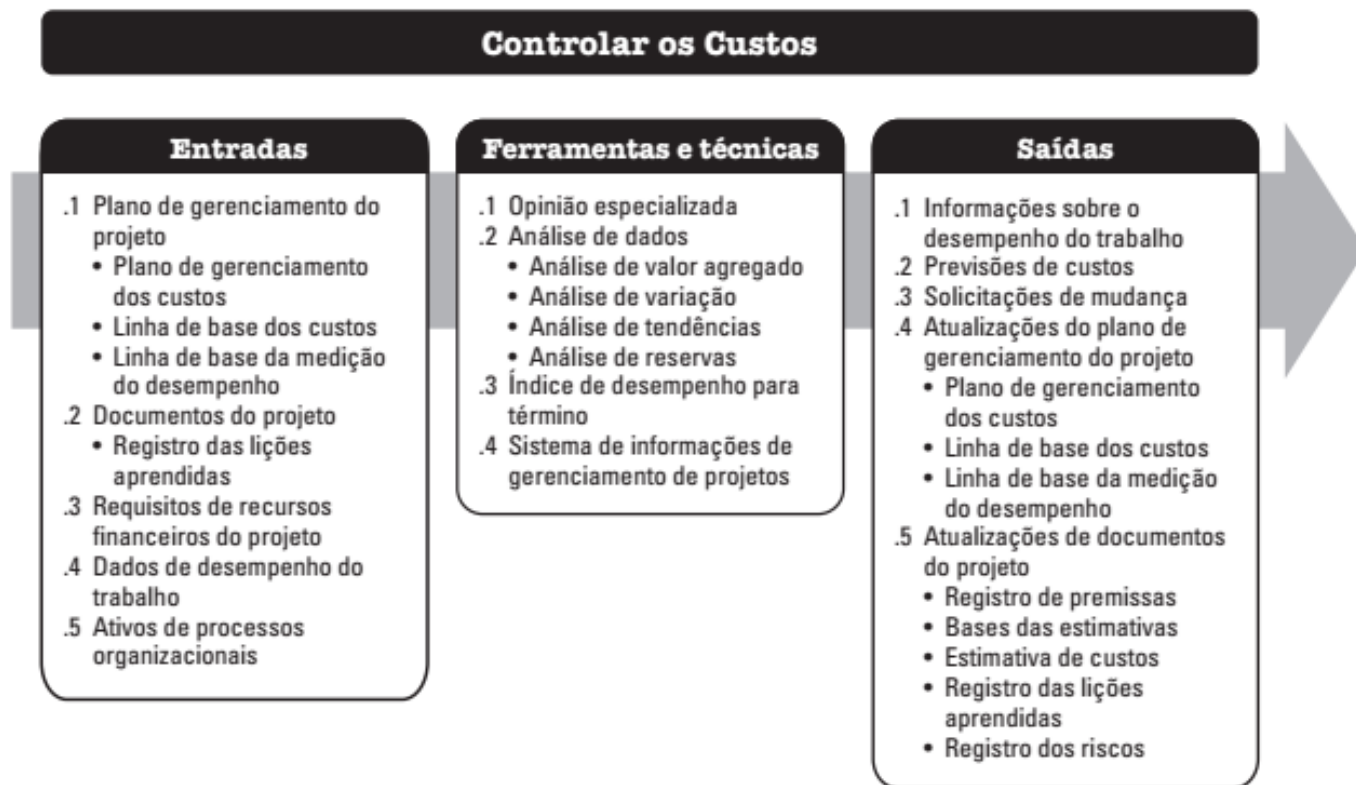 Controlar os Custos
Entradas
.1 Plano de gerenciamento do
projeto
• Plano de gerenciamento
dos custos
• Linha de base dos custos
• Linha de base da medição
do desempenho
.2 Documentos do projeto
• Registro das lições
aprendidas
.3 Requisitos de recursos
financeiros do projeto
.4 Dados de desempenho do
trabalho
.5 Ativos de processos
organizacionais
Ferramentas e técnicas
.1 Opinião especializada
.2 Análise de dados
• Análise de valor agregado
• Análise de variação
• Análise de tendências
• Análise de reservas
.3 Índice de desempenho para
término
.4 Sistema de informações de
gerenciamento de projetos
Saídas
.1 Informações sobre o
desempenho do trabalho
.2 Previsões de custos
.3 Solicitações de mudança
.4 Atualizações do plano de
gerenciamento do projeto
• Plano de gerenciamento
dos custos
• Linha de base dos custos
• Linha de base da medição
do desempenho
.5 Atualizações de documentos
do projeto
• Registro de premissas
• Bases das estimativas
• Estimativa de custos
• Registro das lições
aprendidas
• Registro dos riscos